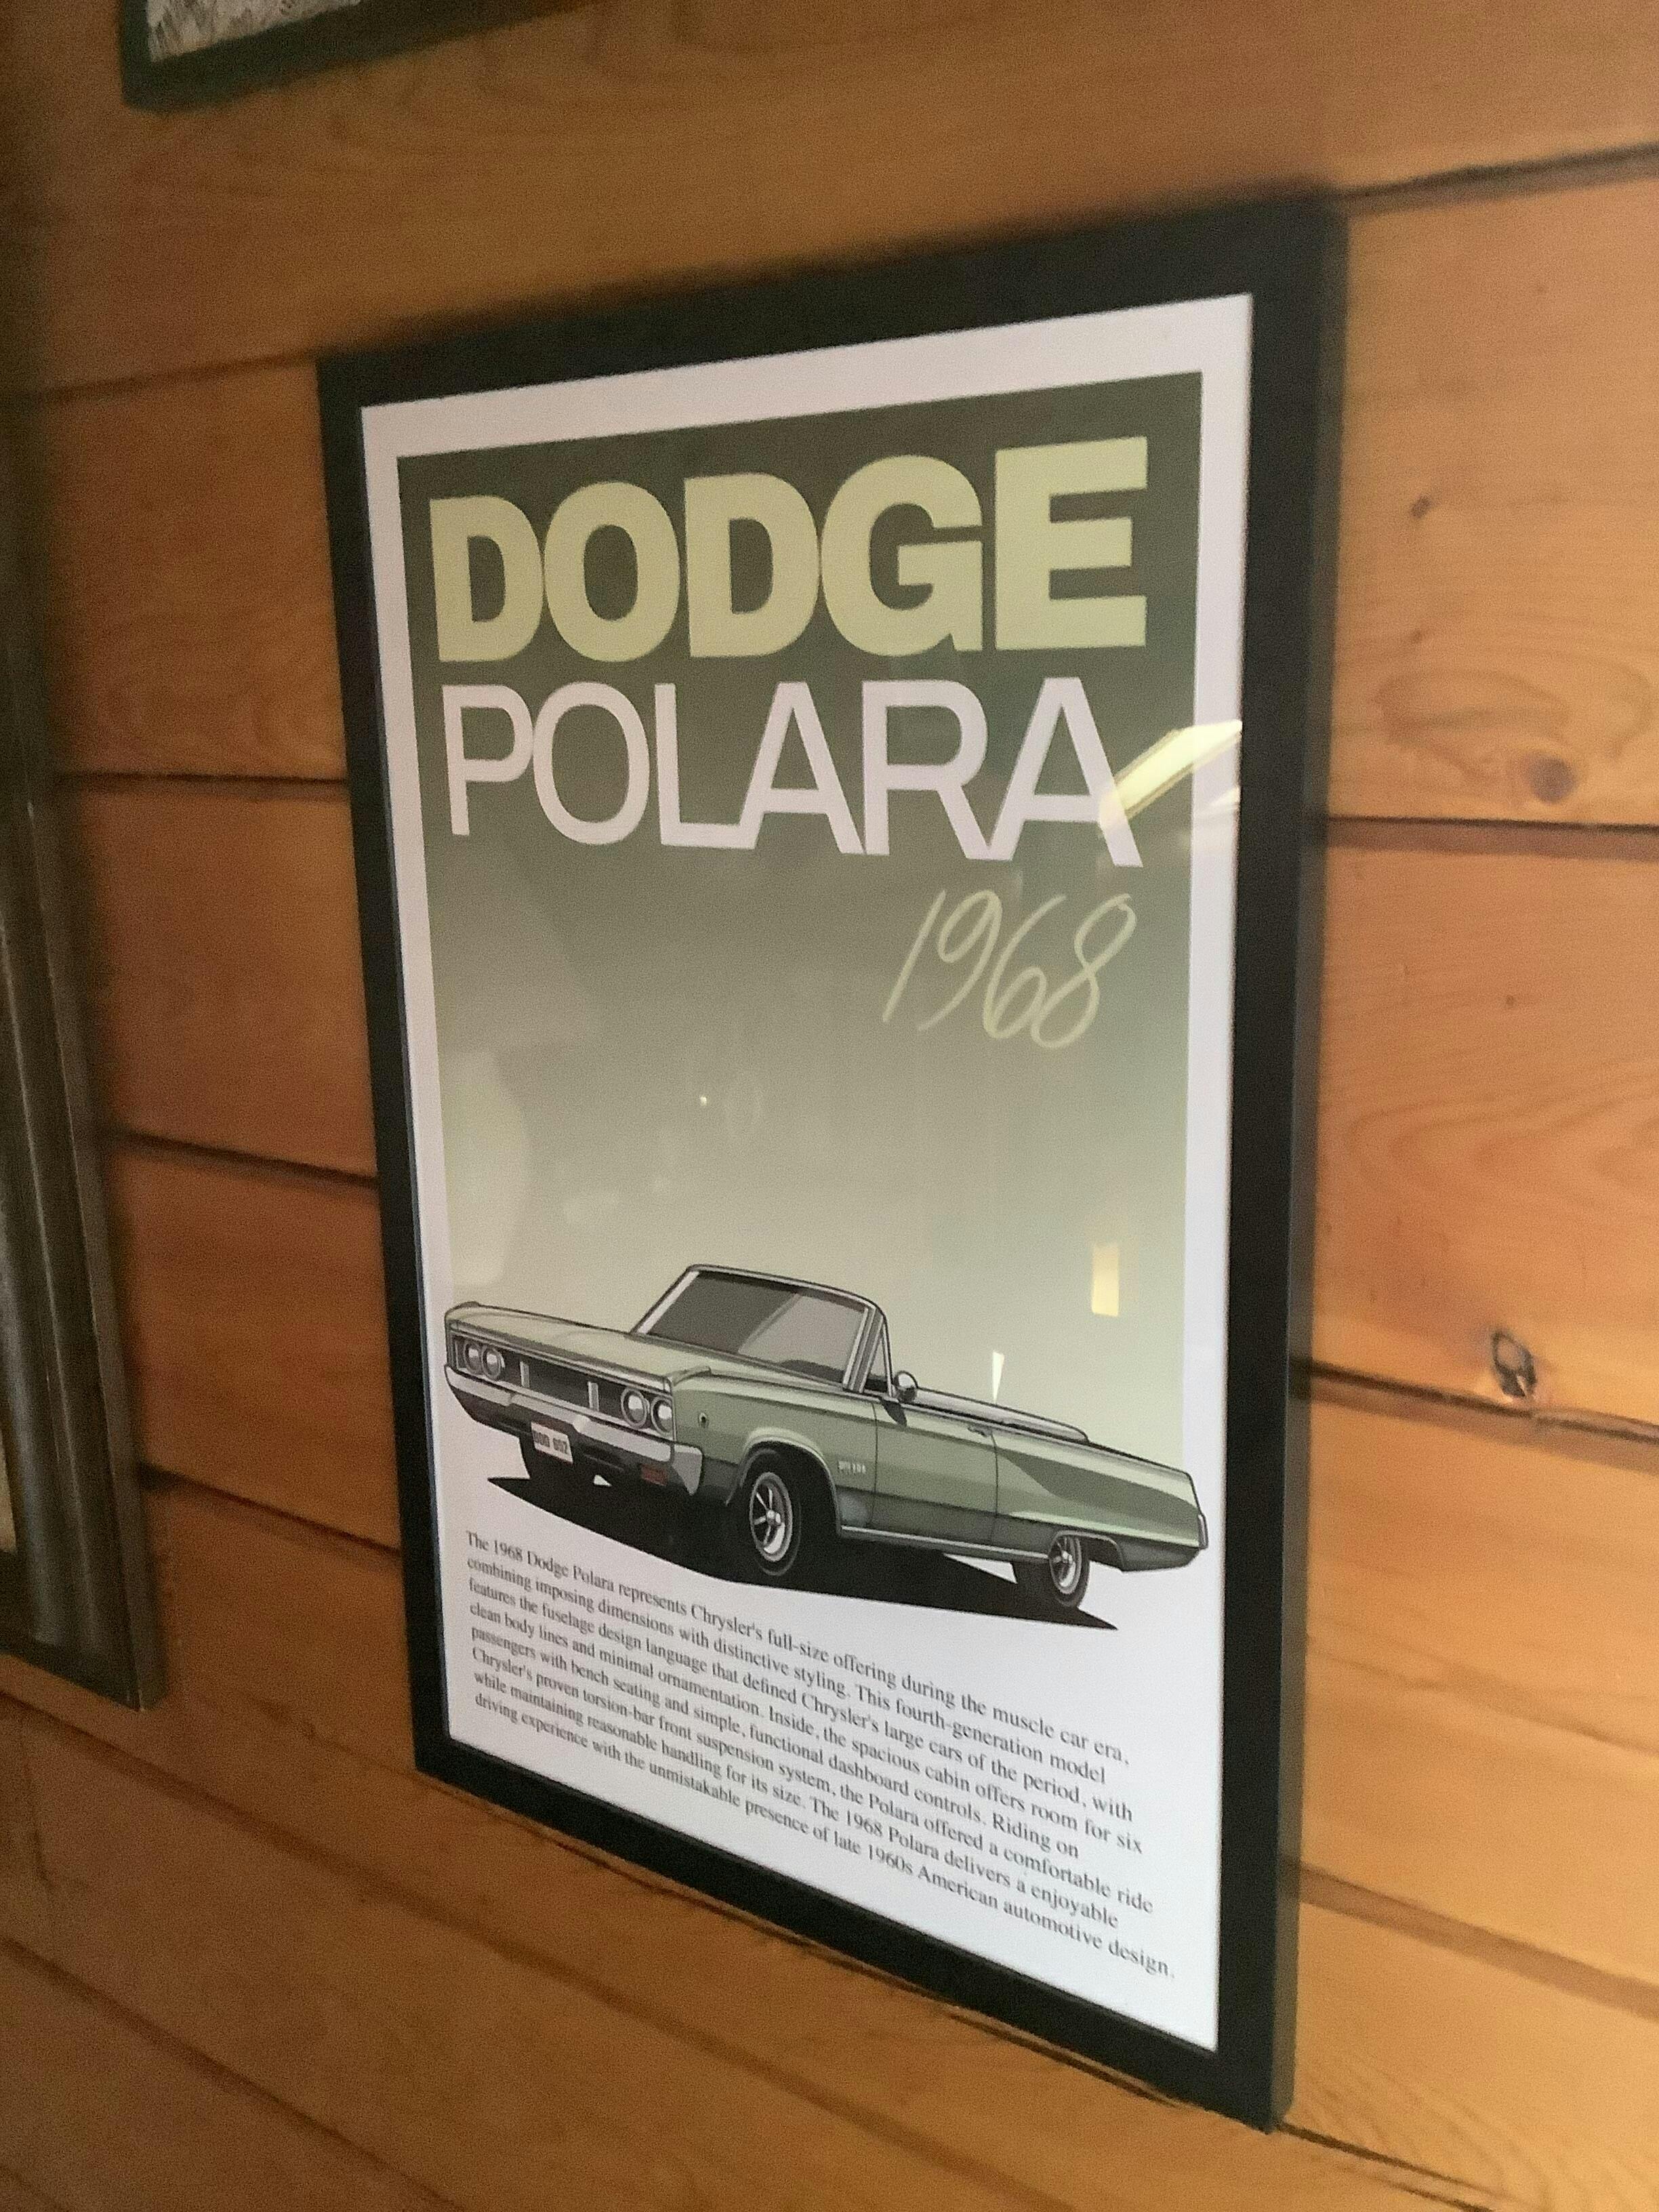 DODGE
POLARA
1968
The 1968 Dodge Polara represents Chrysler's full-size offering during the muscle car era,
combining imposing dimensions with distinctive styling. This fourth-generation model
features the fuselage design language that defined Chrysler's large cars of the period, with
clean body lines and minimal ornamentation. Inside, the spacious cabin offers room for six
passengers with bench seating and simple, functional dashboard controls. Riding on
Chrysler's proven torsion-bar front suspension system, the Polara offered a comfortable ride
while maintaining reasonable handling for its size. The 1968 Polara delivers a enjoyable
driving experience with the unmistakable presence of late 1960s American automotive design.